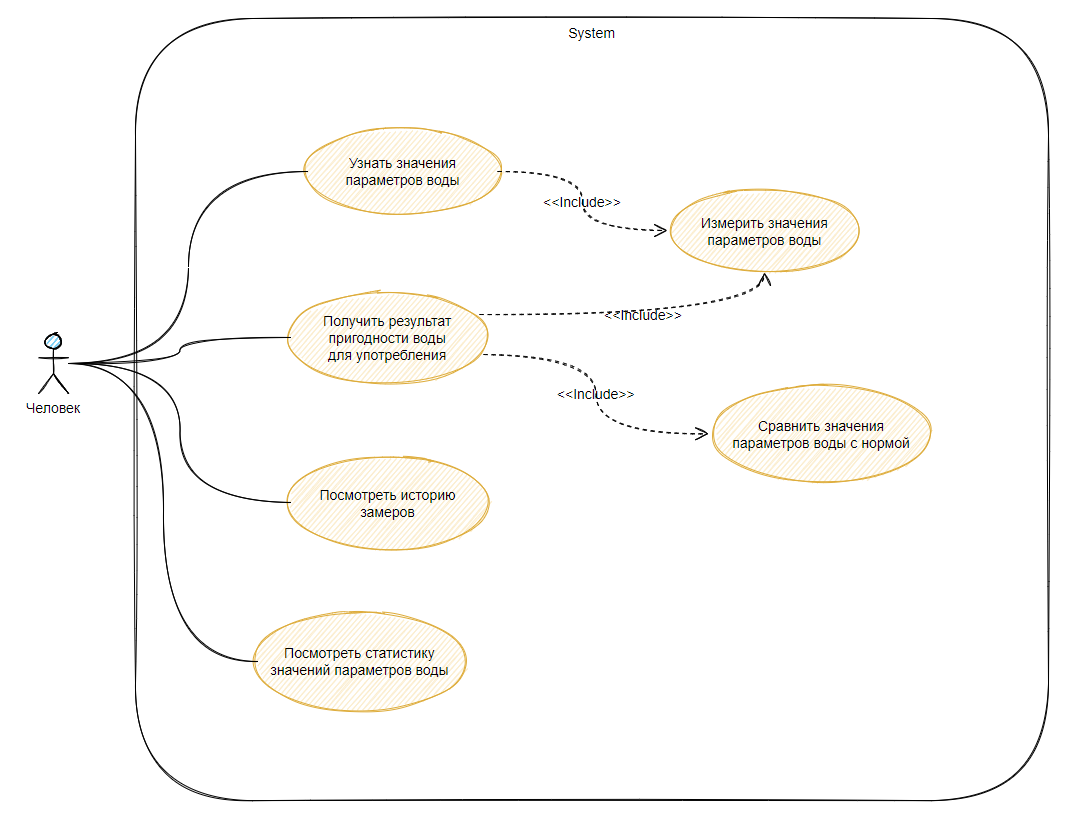 System
Узнать значения
параметров воды
<<Include>>
Измерить значения
параметров воды
Получить результат
пригодности воды
для употребления
<<Include>>
<<Include>>
Человек
Сравнить значения
параметров воды с нормой
Посмотреть историю
замеров
Посмотреть статистику
значений параметров воды